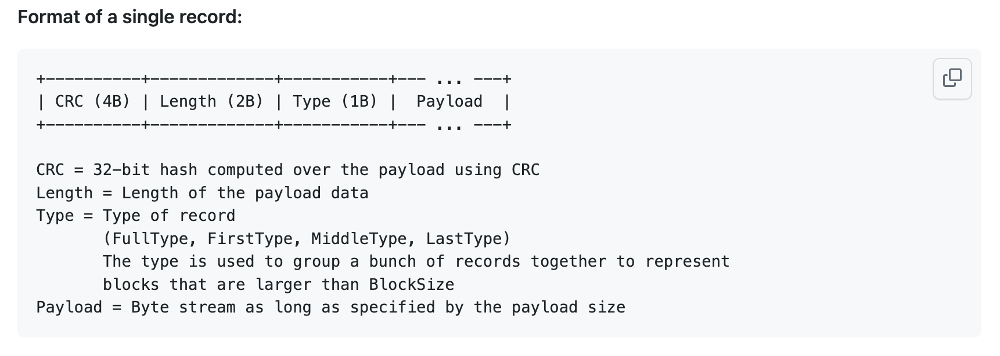 Format of a single record:
+----------+-------------+-----------+--- ... ---+
| CRC (4B) | Length (2B) | Type (1B) |  Payload  |
+----------+-------------+-----------+--- ... ---+
CRC = 32-bit hash computed over the payload using CRC
Length = Length of the payload data
Type = Type of record
       (FullType, FirstType, MiddleType, LastType)
       The type is used to group a bunch of records together to represent
       blocks that are larger than BlockSize
Payload = Byte stream as long as specified by the payload size